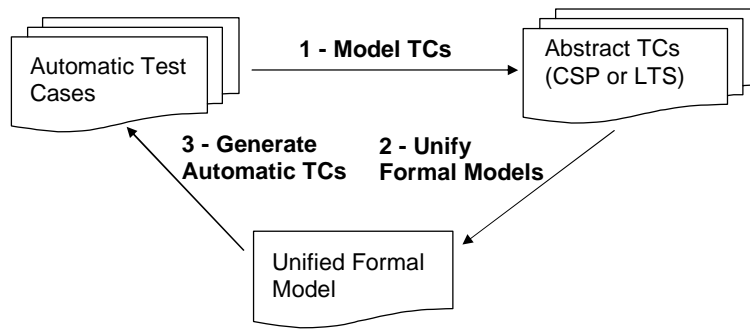 Automatic Test
Cases
1 - Model TCs
Abstract TCs
(CSP or LTS)
3 - Generate
Automatic TCs
2 - Unify
Formal Models
Unified Formal
Model